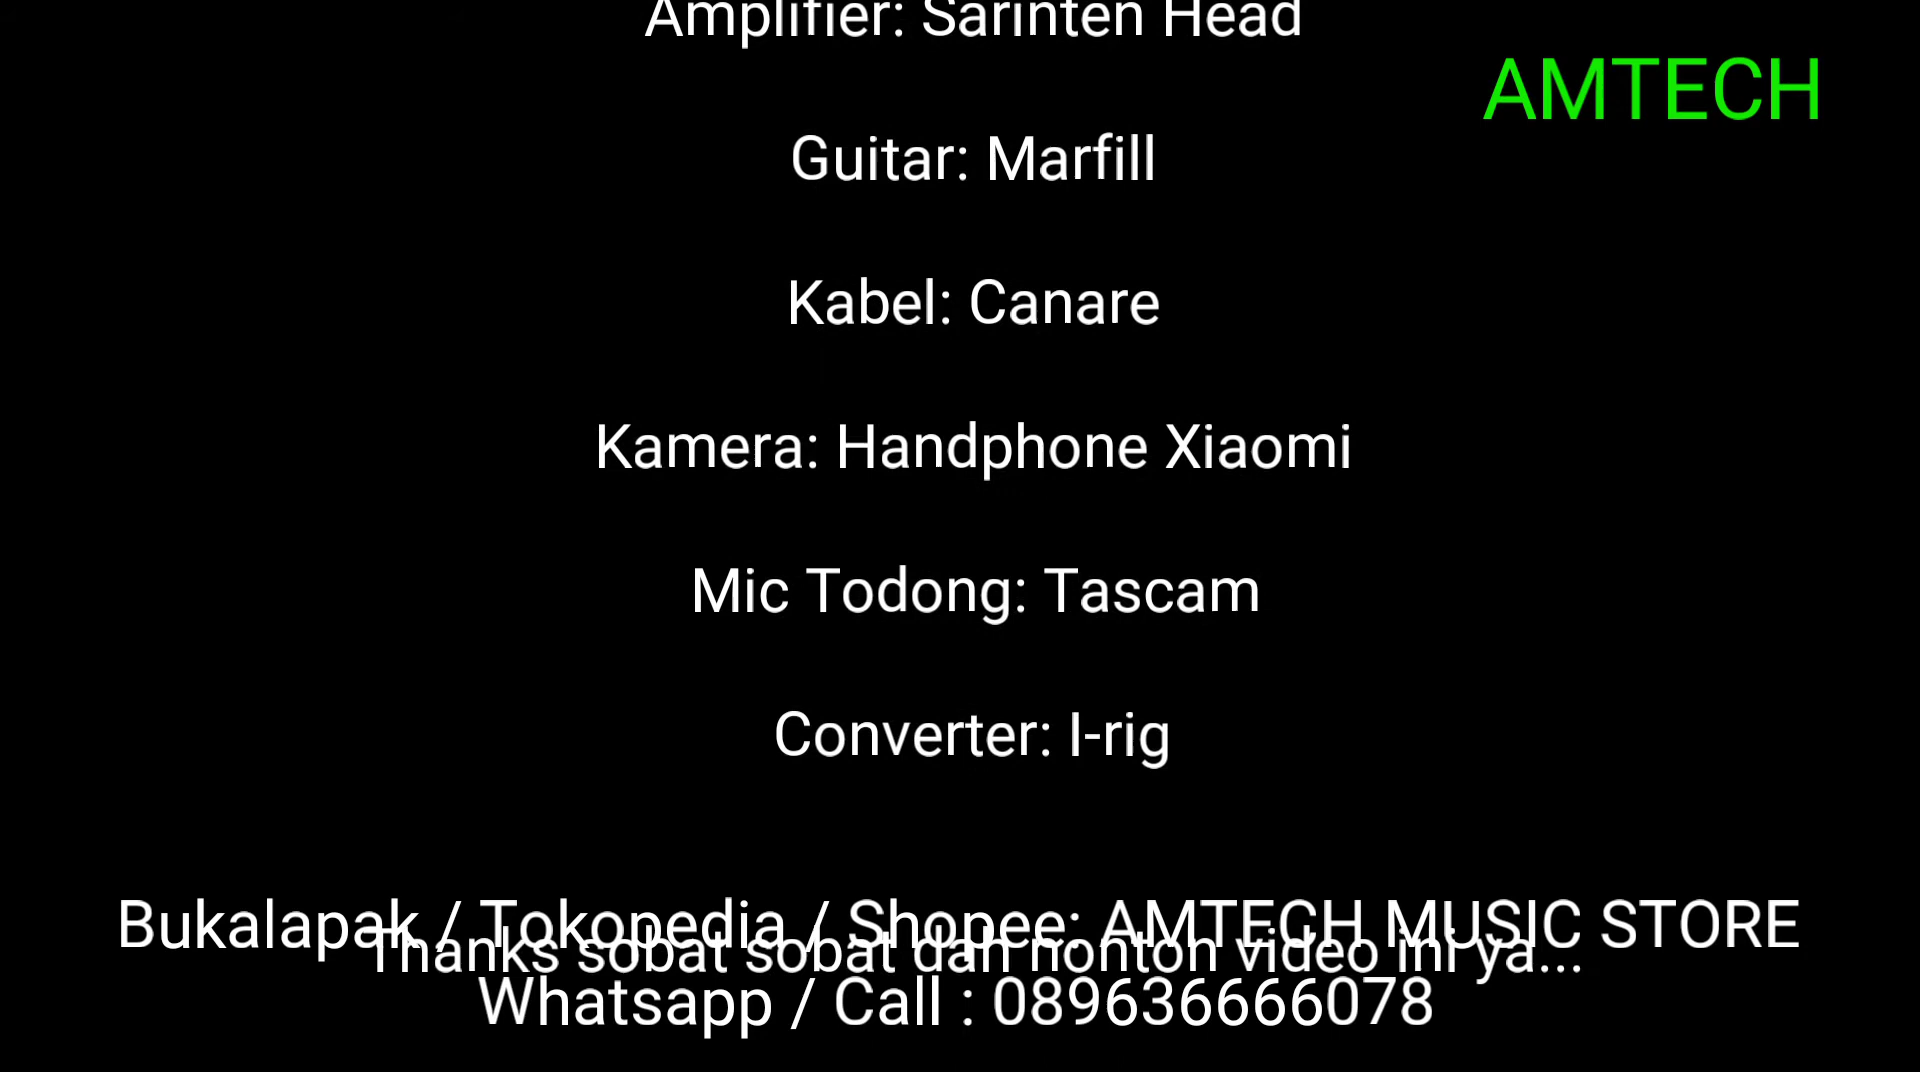 Amplifier: Sarinten Head
AMTECH
Guitar: Marfill
Kabel: Canare
Kamera: Handphone Xiaomi
Mic Todong: Tascam
Converter: I-rig
Bukalapak / Tokopedia / Shopee: AMTECH MUSIC STORE
Thanks sobat sobat dah nonton video ini ya...
Whatsapp / Call : 089636666078